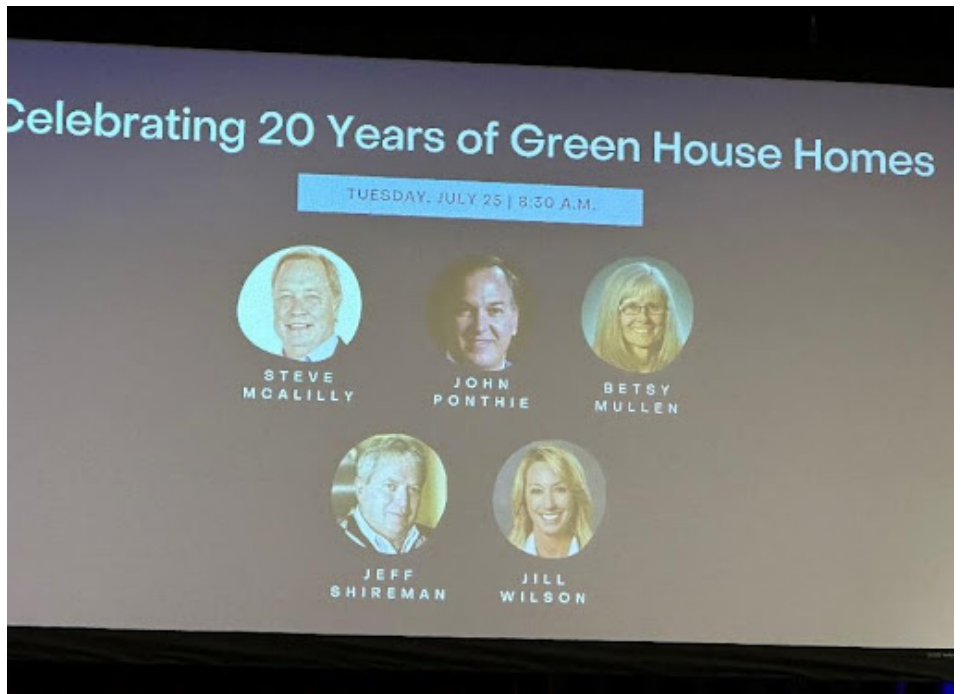 Celebrating 20 Years of Green House Homes
TUESDAY, JULY 25 | 8:30 A.M.
STEVE
MCALILLY
JOHN
PONTHIE
BETSY
MULLEN
JEFF
SHIREMAN
JILL
WILSON